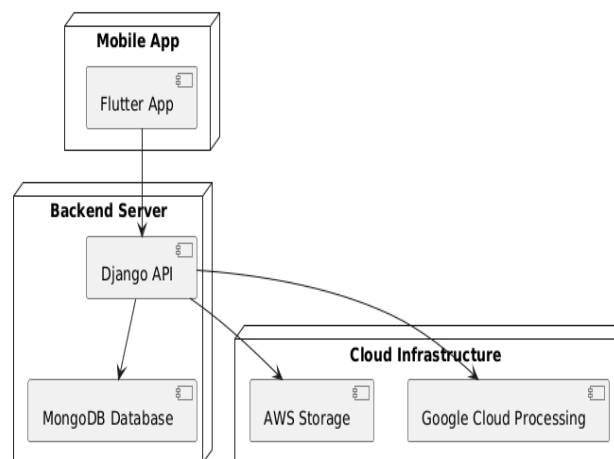 Mobile App
Flutter App
Backend Server
Django API
MongoDB Database
Cloud Infrastructure
AWS Storage
Google Cloud Processing